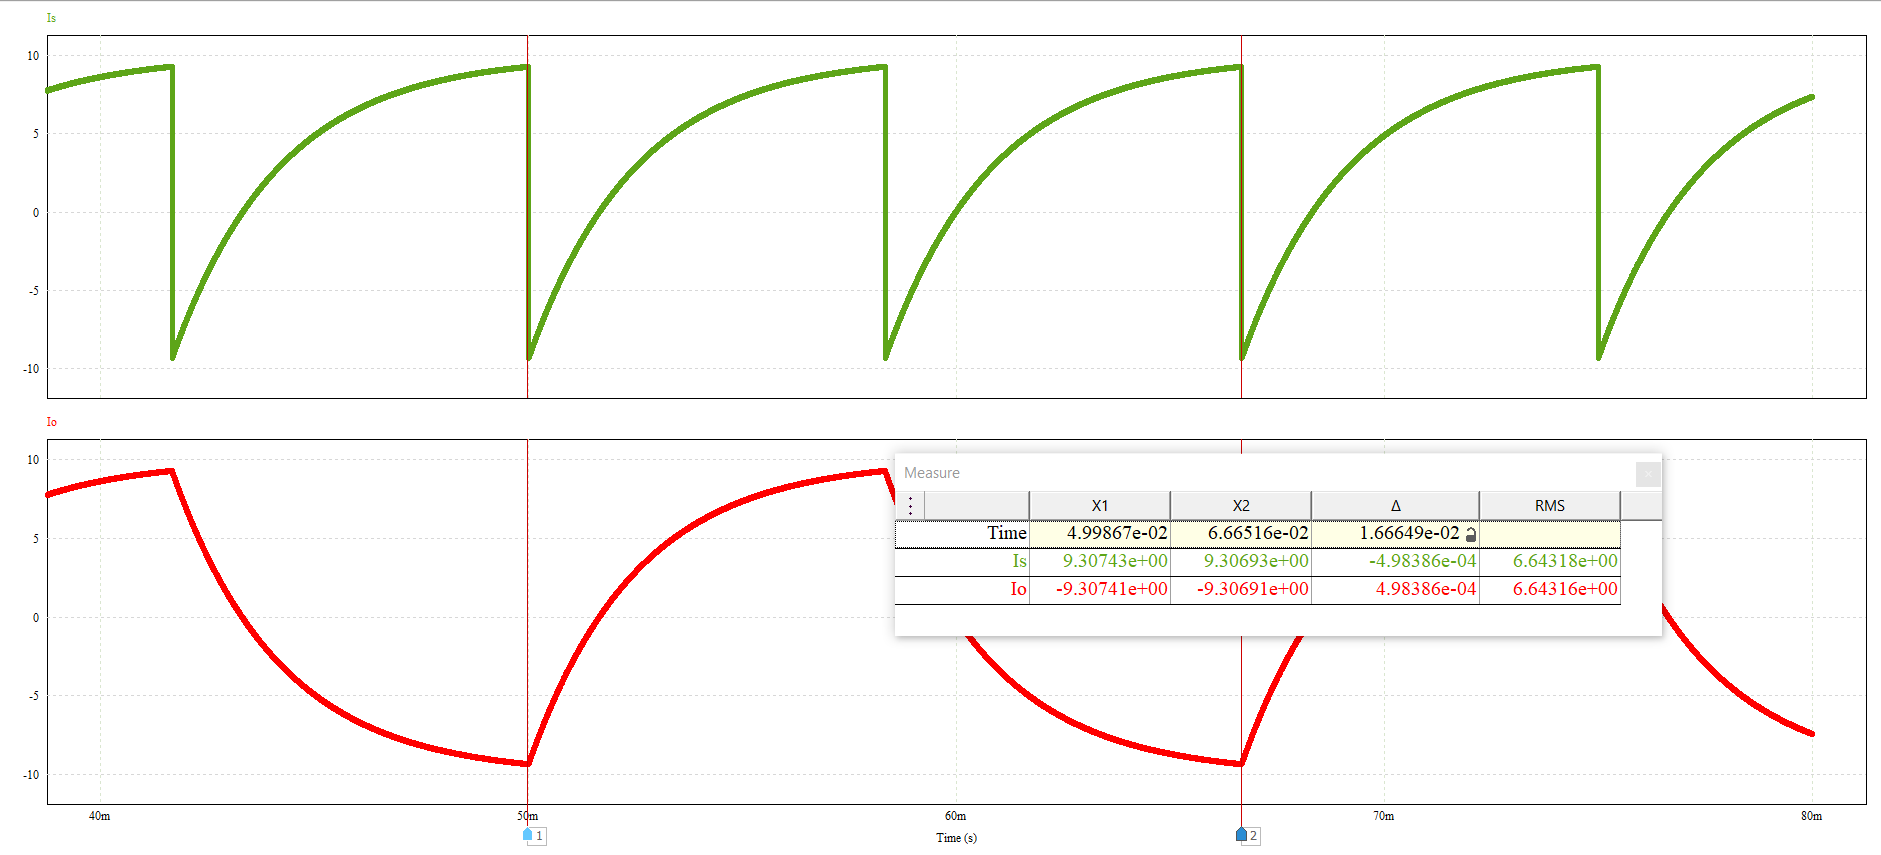 Is
10
5
0
-5
-10
Io
10
5
0
-5
-10
Measure
X1 X2 Δ RMS
Time 4.99867e-02 6.66516e-02 1.66649e-02
Is 9.30743e+00 9.30693e+00 -4.98386e-04 6.64318e+00
Io -9.30741e+00 -9.30691e+00 4.98386e-04 6.64316e+00
40m 50m 60m 70m 80m
1 2
Time (s)